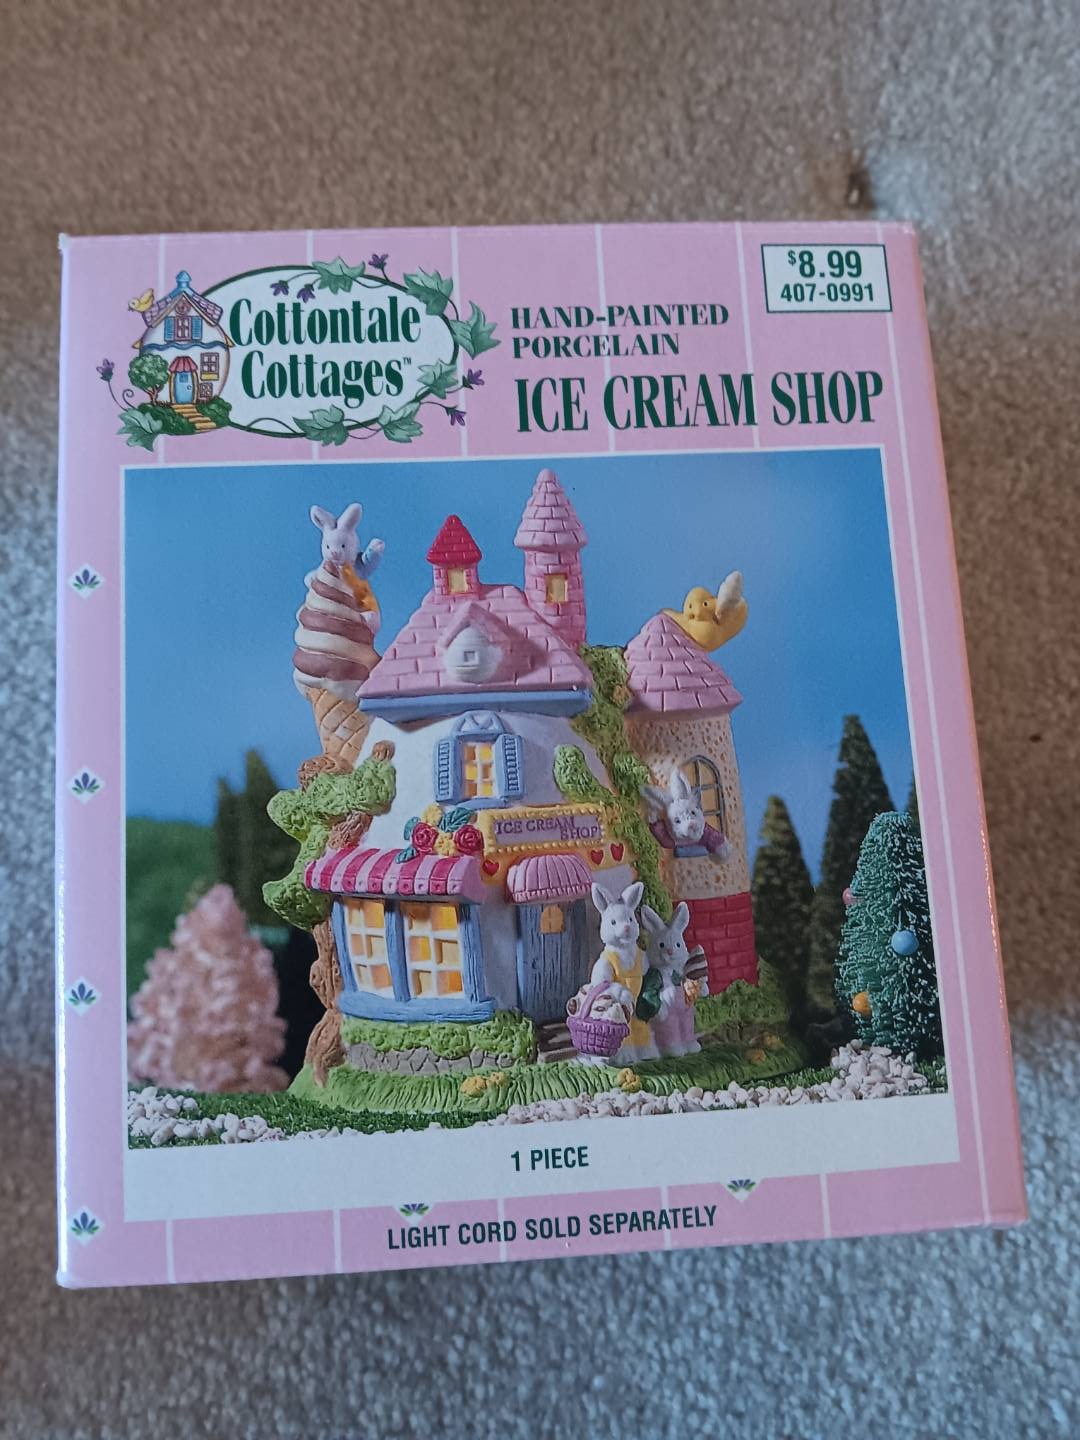 Cottontale
Cottages™
HAND-PAINTED
PORCELAIN
ICE CREAM SHOP
$8.99
407-0991
ICE CREAM
SHOP
1 PIECE
LIGHT CORD SOLD SEPARATELY